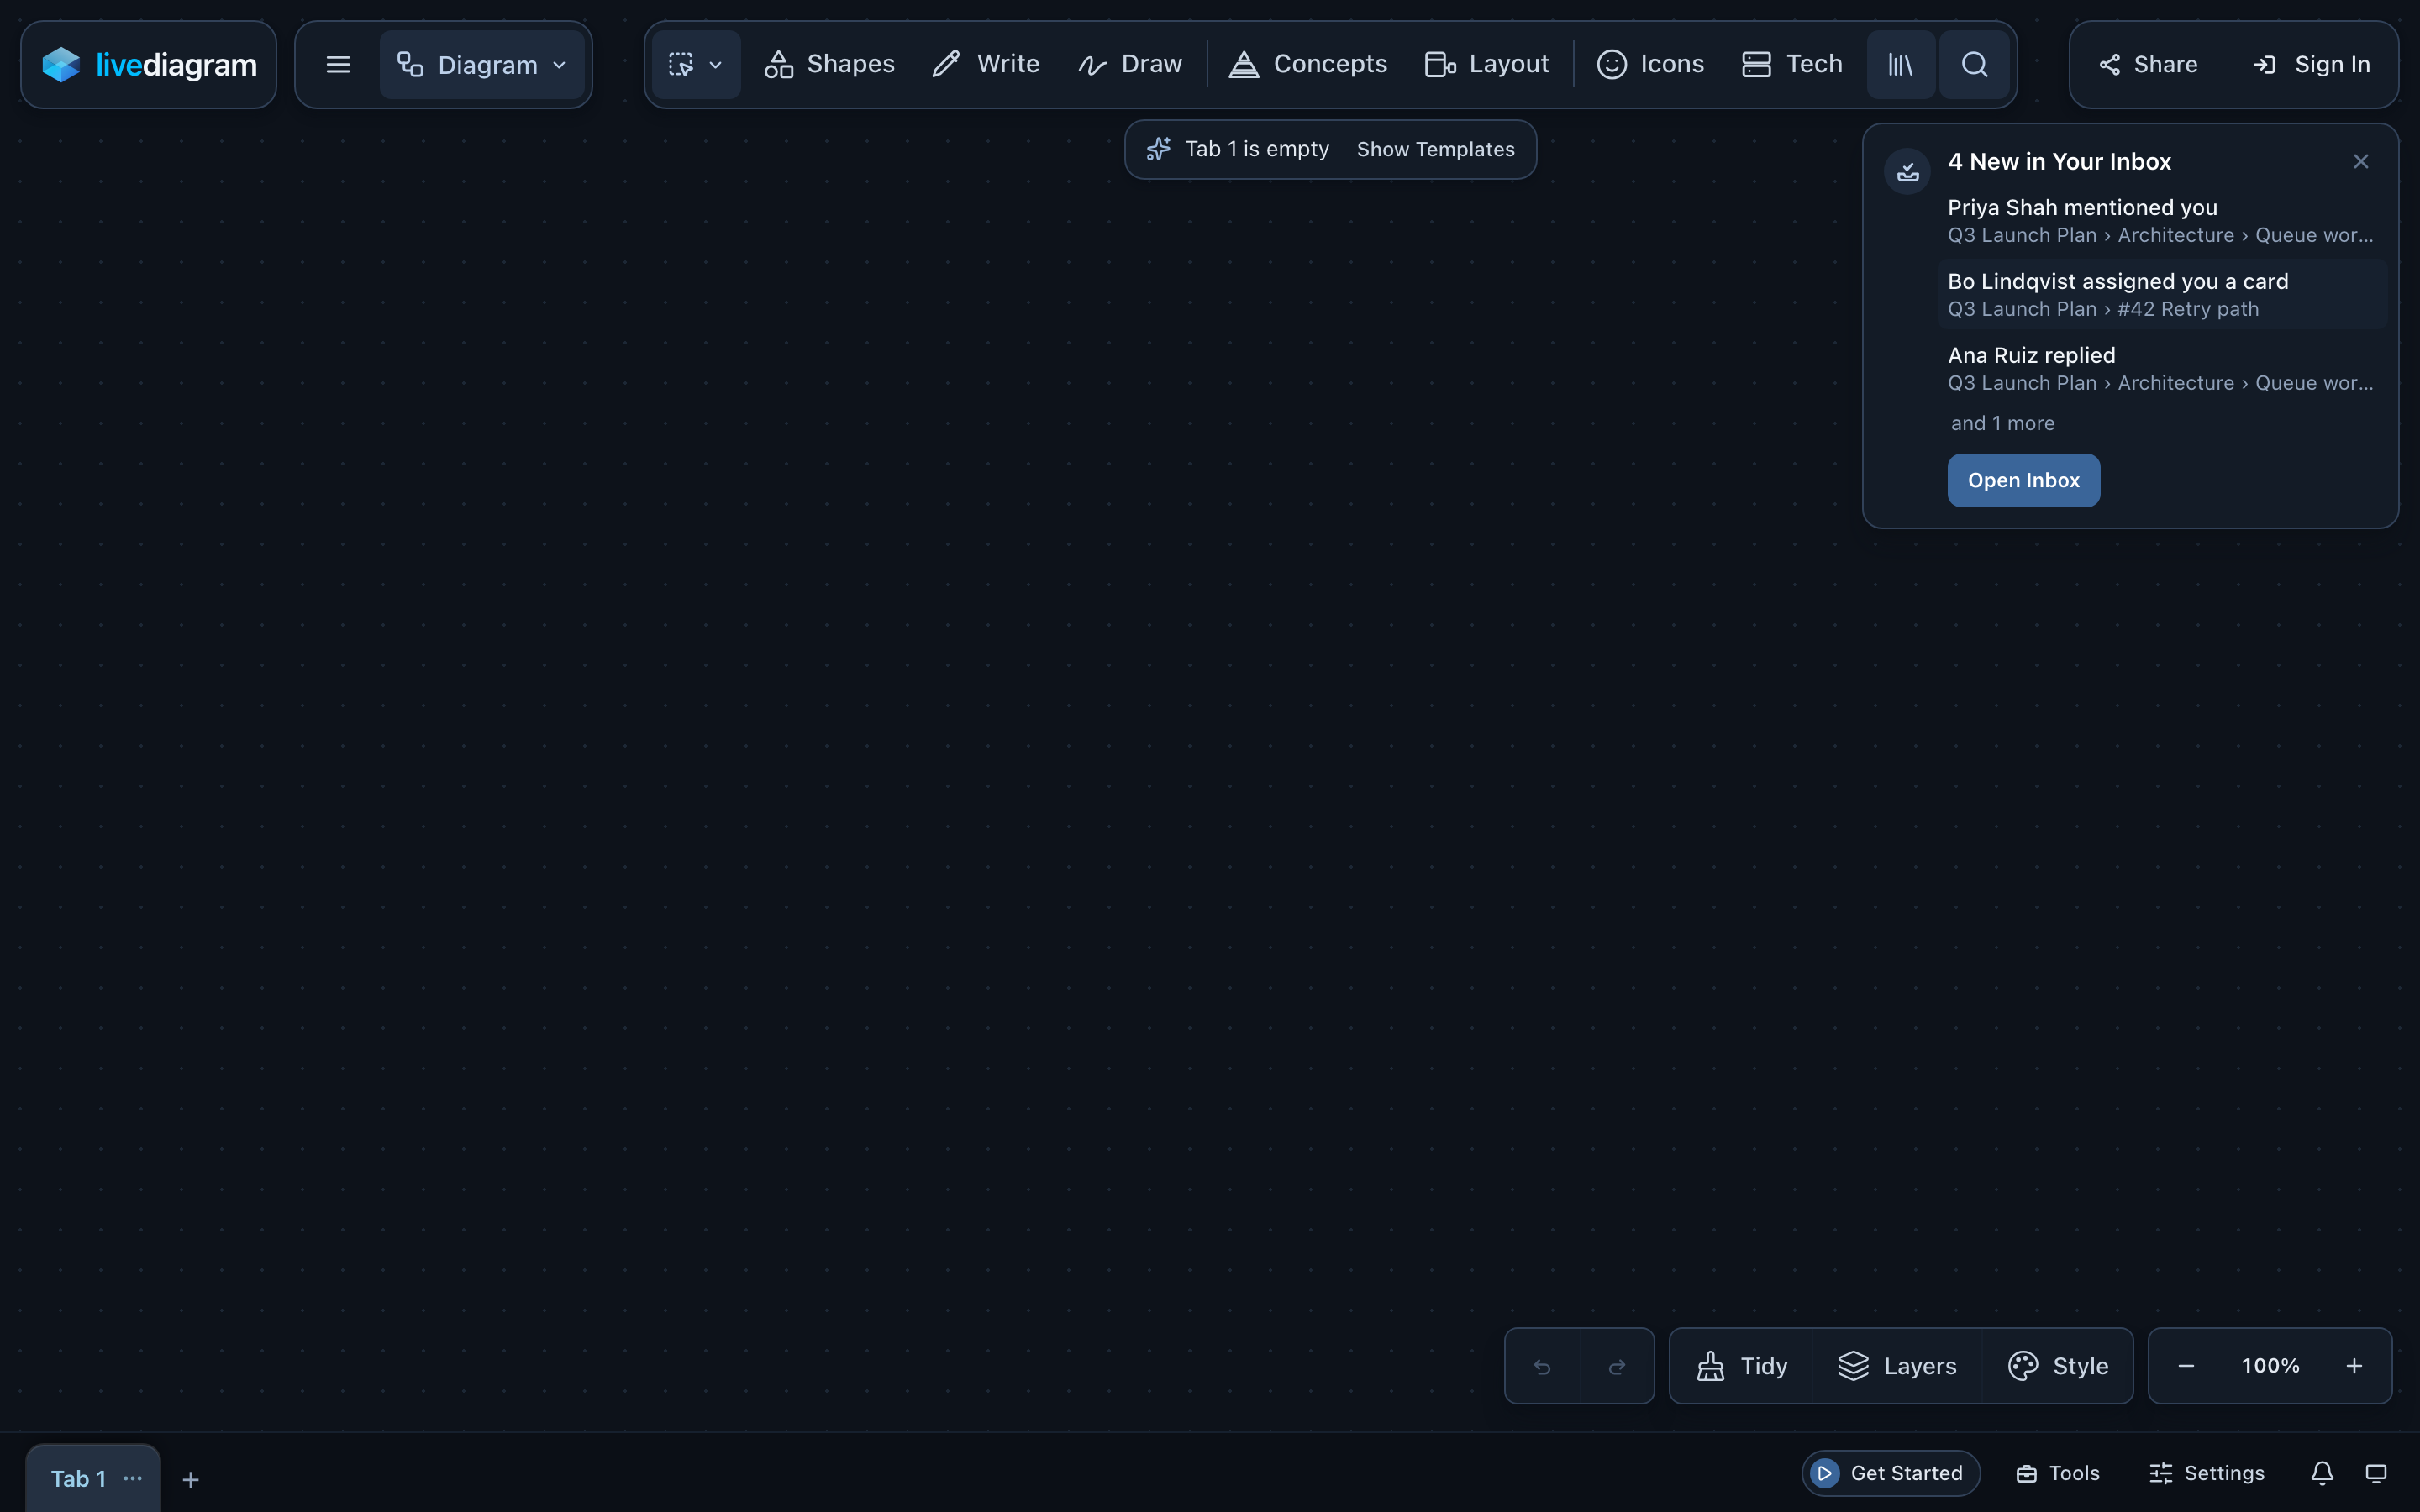 livediagram
Diagram
Shapes
Write
Draw
Concepts
Layout
Icons
Tech
Share
Sign In
Tab 1 is empty
Show Templates
4 New in Your Inbox
Priya Shah mentioned you
Q3 Launch Plan › Architecture › Queue wor...
Bo Lindqvist assigned you a card
Q3 Launch Plan › #42 Retry path
Ana Ruiz replied
Q3 Launch Plan › Architecture › Queue wor...
and 1 more
Open Inbox
Tidy
Layers
Style
100%
Tab 1
Get Started
Tools
Settings